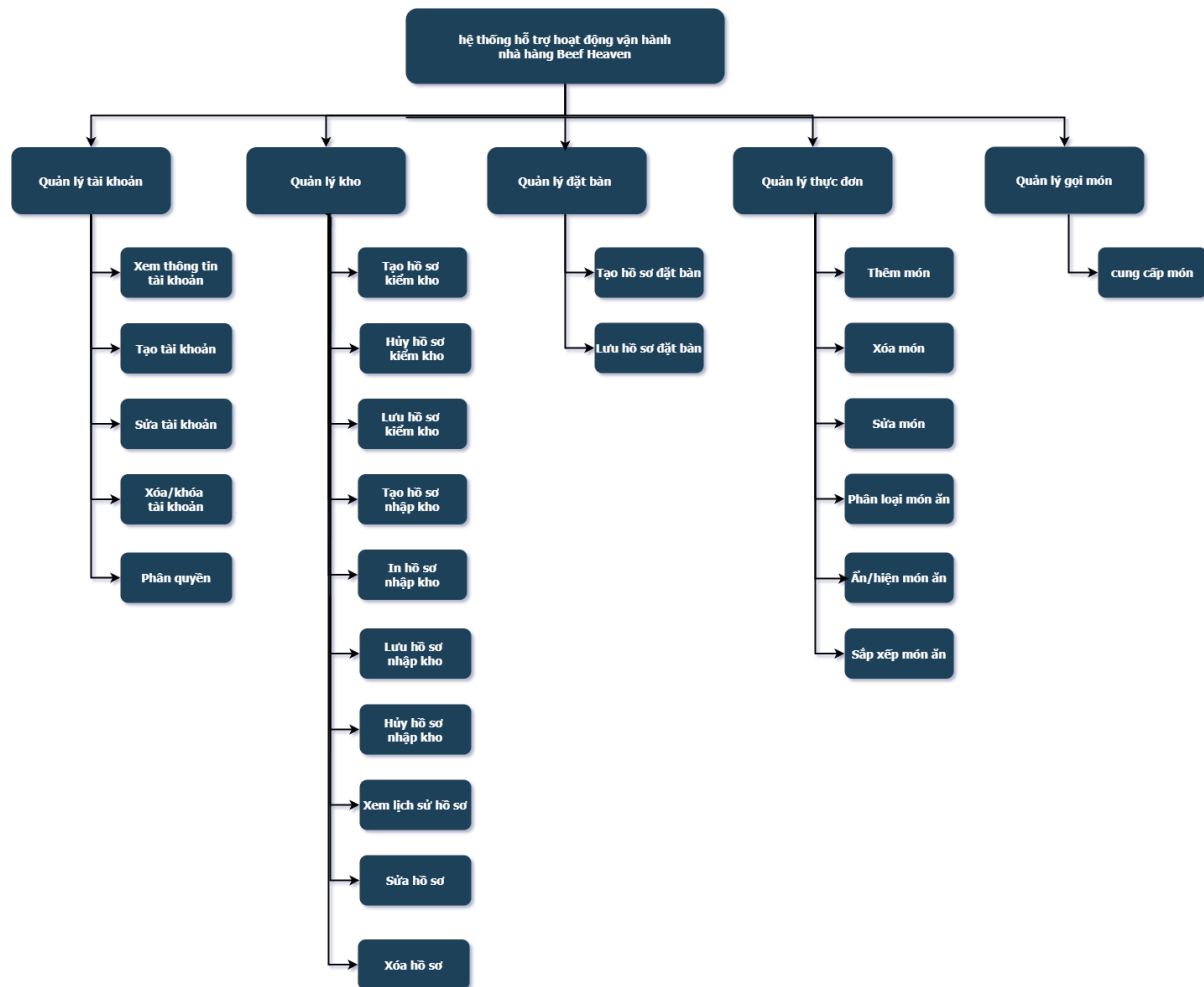 hệ thống hỗ trợ hoạt động vận hành
nhà hàng Beef Heaven
Quản lý tài khoản
Quản lý kho
Quản lý đặt bàn
Quản lý thực đơn
Quản lý gọi món
Xem thông tin
tài khoản
Tạo tài khoản
Sửa tài khoản
Xóa/khóa
tài khoản
Phân quyền
Tạo hồ sơ
kiểm kho
Hủy hồ sơ
kiểm kho
Lưu hồ sơ
kiểm kho
Tạo hồ sơ
nhập kho
In hồ sơ
nhập kho
Lưu hồ sơ
nhập kho
Hủy hồ sơ
nhập kho
Xem lịch sử hồ sơ
Sửa hồ sơ
Xóa hồ sơ
Tạo hồ sơ đặt bàn
Lưu hồ sơ đặt bàn
Thêm món
Xóa món
Sửa món
Phân loại món ăn
Ẩn/hiện món ăn
Sắp xếp món ăn
cung cấp món